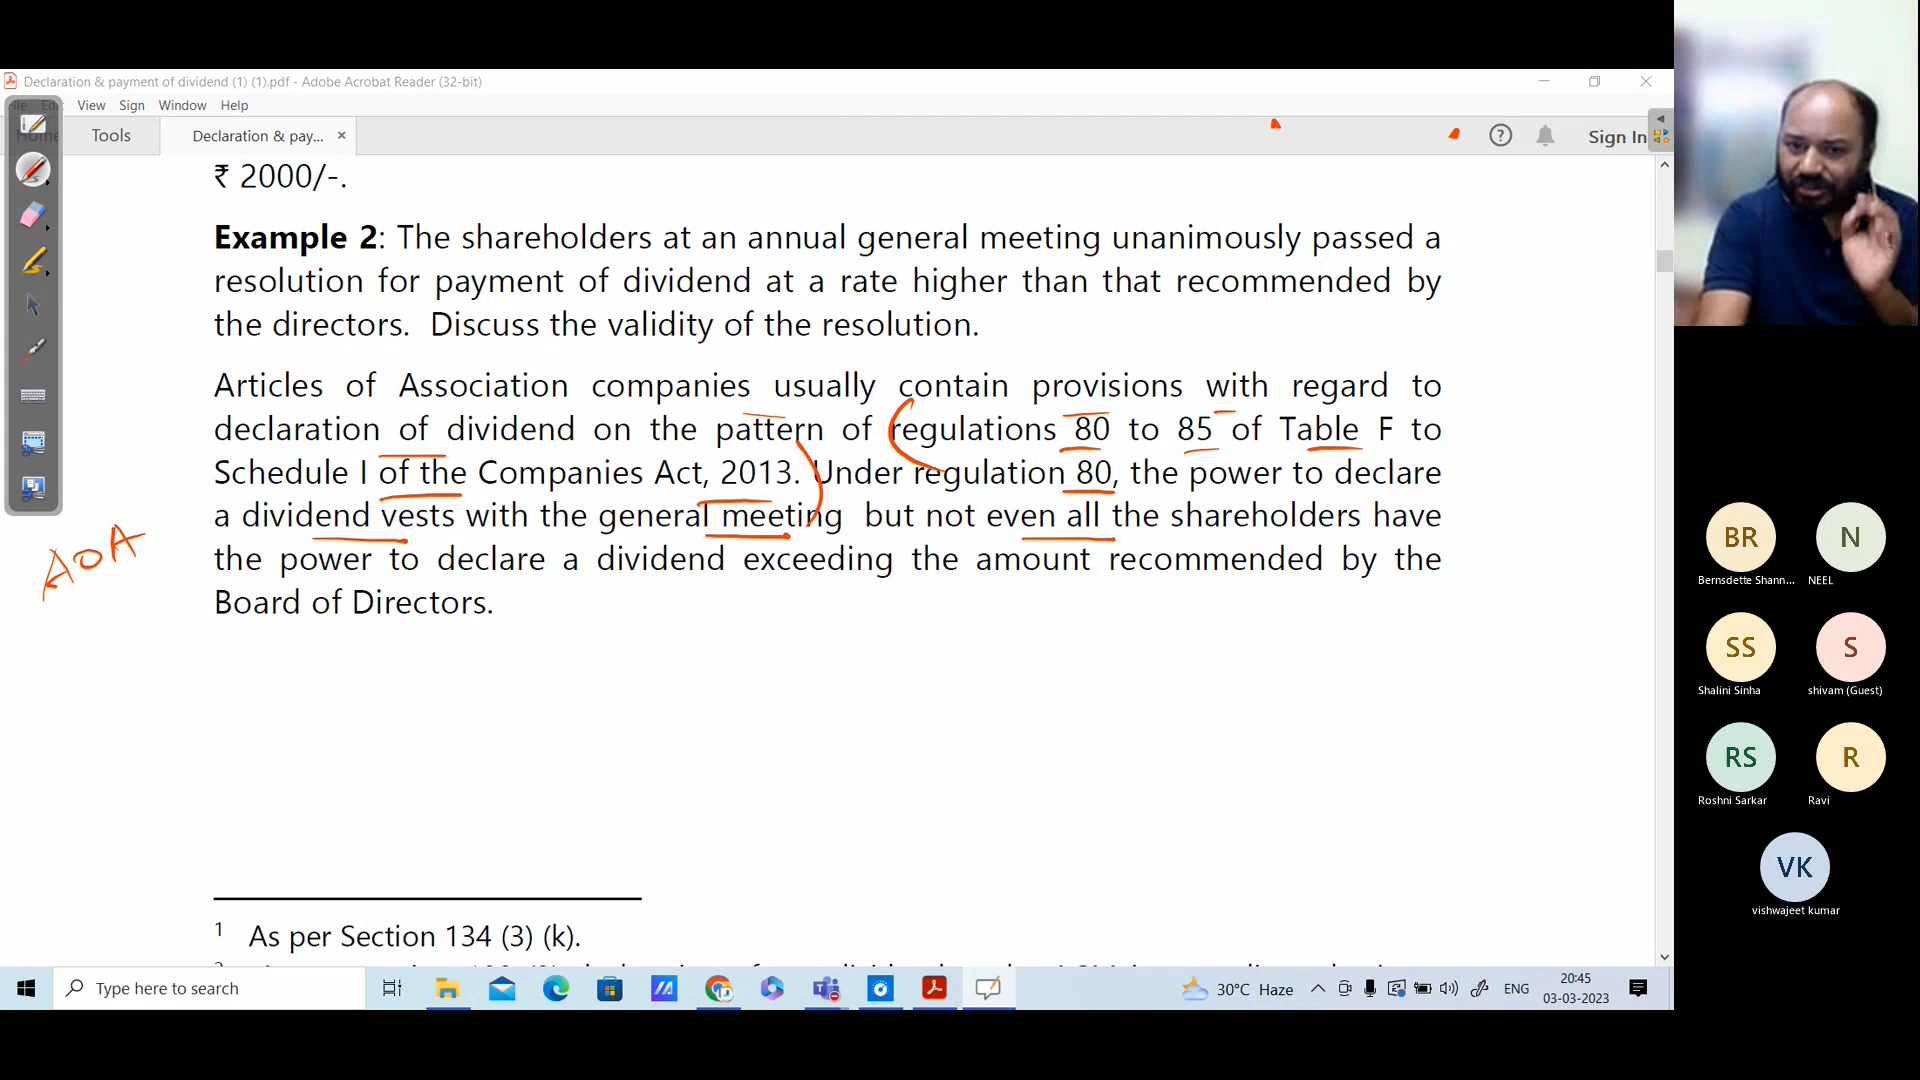 Declaration & payment of dividend (1) (1).pdf - Adobe Acrobat Reader (32-bit)
View Sign Window Help
Tools
Declaration & pay...
Sign In
₹ 2000/-.
Example 2: The shareholders at an annual general meeting unanimously passed a
resolution for payment of dividend at a rate higher than that recommended by
the directors. Discuss the validity of the resolution.
Articles of Association companies usually contain provisions with regard to
declaration of dividend on the pattern of regulations 80 to 85 of Table F to
Schedule I of the Companies Act, 2013. Under regulation 80, the power to declare
a dividend vests with the general meeting but not even all the shareholders have
the power to declare a dividend exceeding the amount recommended by the
Board of Directors.
AOA
1 As per Section 134 (3) (k).
BR
Bernsdette Shann...
N
NEEL
SS
Shalini Sinha
S
shivam (Guest)
RS
Roshni Sarkar
R
Ravi
VK
vishwajeet kumar
Type here to search
30°C Haze
ENG
20:45
03-03-2023